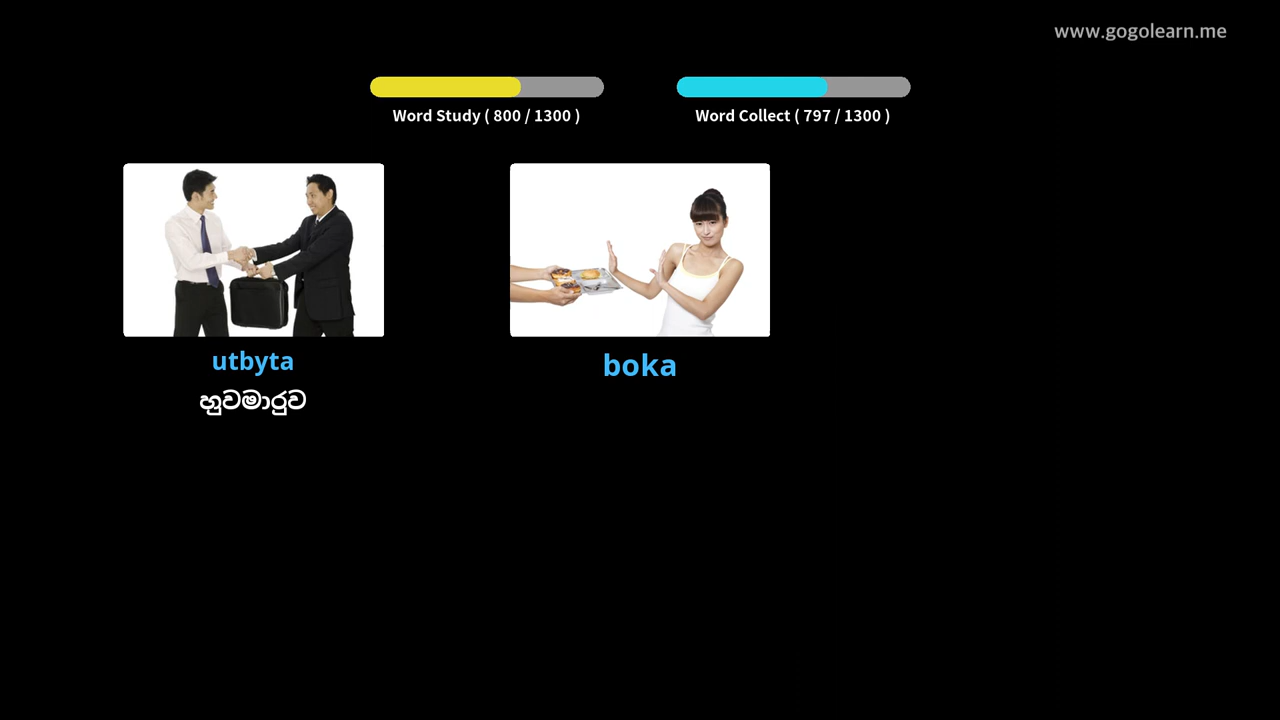 www.gogolearn.me
Word Study ( 800 / 1300 )
Word Collect ( 797 / 1300 )
utbyta
හුවමාරුව
boka